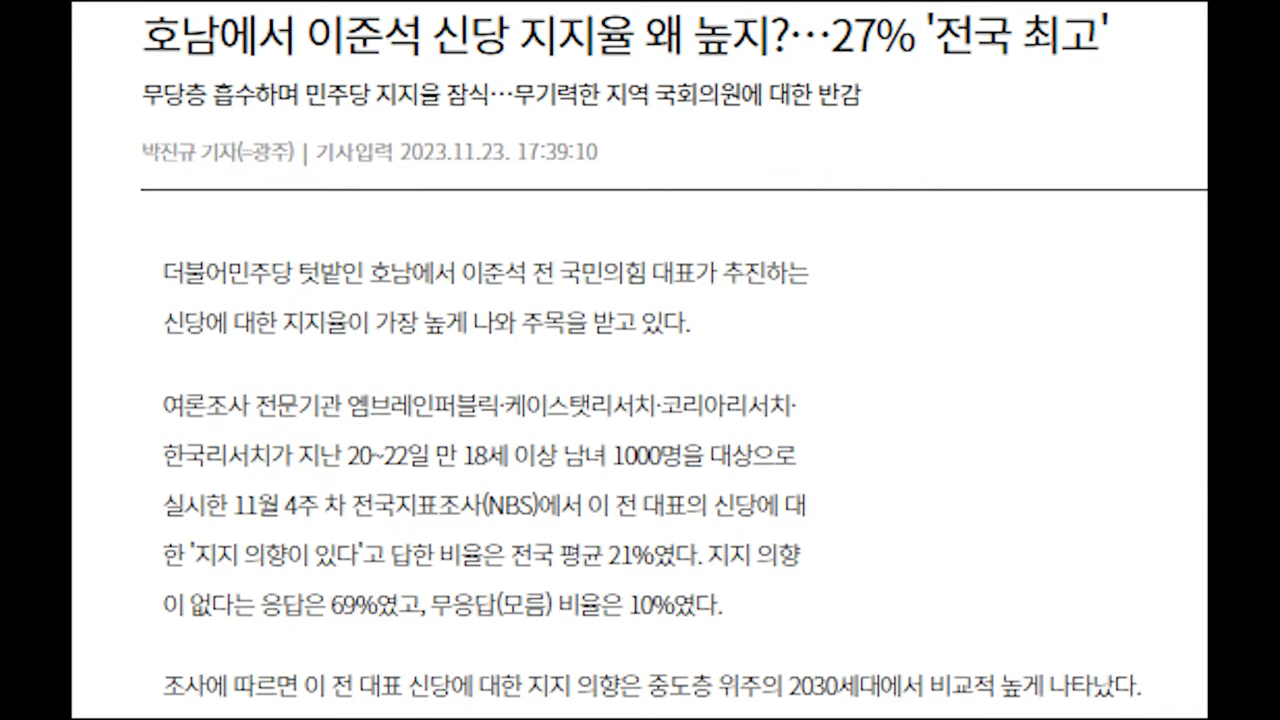 호남에서 이준석 신당 지지율 왜 높지?…27% '전국 최고'
무당층 흡수하며 민주당 지지율 잠식…무기력한 지역 국회의원에 대한 반감
박진규 기자(=광주) | 기사입력 2023.11.23. 17:39:10
더불어민주당 텃밭인 호남에서 이준석 전 국민의힘 대표가 추진하는
신당에 대한 지지율이 가장 높게 나와 주목을 받고 있다.
여론조사 전문기관 엠브레인퍼블릭·케이스탯리서치·코리아리서치·
한국리서치가 지난 20~22일 만 18세 이상 남녀 1000명을 대상으로
실시한 11월 4주 차 전국지표조사(NBS)에서 이 전 대표의 신당에 대
한 '지지 의향이 있다'고 답한 비율은 전국 평균 21%였다. 지지 의향
이 없다는 응답은 69%였고, 무응답(모름) 비율은 10%였다.
조사에 따르면 이 전 대표 신당에 대한 지지 의향은 중도층 위주의 2030세대에서 비교적 높게 나타났다.